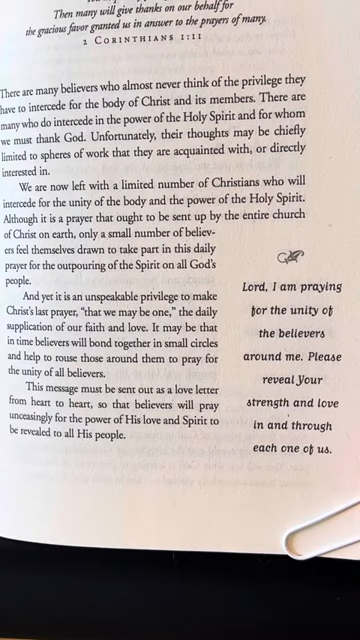 Then many will give thanks on our behalf for
the gracious favor granted us in answer to the prayers of many.
2 CORINTHIANS 1:11
There are many believers who almost never think of the privilege they
have to intercede for the body of Christ and its members. There are
many who do intercede in the power of the Holy Spirit and for whom
we must thank God. Unfortunately, their thoughts may be chiefly
limited to spheres of work that they are acquainted with, or directly
interested in.
We are now left with a limited number of Christians who will
intercede for the unity of the body and the power of the Holy Spirit.
Although it is a prayer that ought to be sent up by the entire church
of Christ on earth, only a small number of believ-
ers feel themselves drawn to take part in this daily
prayer for the outpouring of the Spirit on all God's
people.
And yet it is an unspeakable privilege to make
Christ's last prayer, "that we may be one," the daily
supplication of our faith and love. It may be that
in time believers will bond together in small circles
and help to rouse those around them to pray for
the unity of all believers.
This message must be sent out as a love letter
from heart to heart, so that believers will pray
unceasingly for the power of His love and Spirit to
be revealed to all His people.
Lord, I am praying
for the unity of
the believers
around me. Please
reveal Your
strength and love
in and through
each one of us.